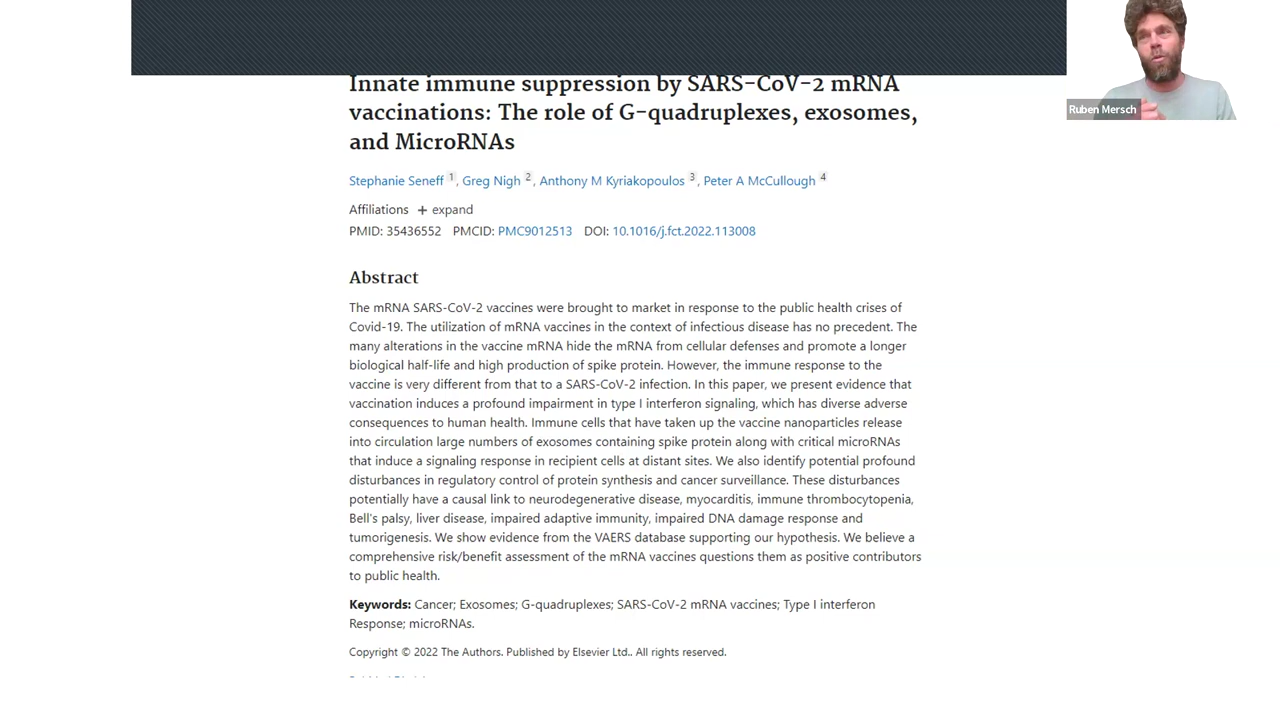 Innate immune suppression by SARS-CoV-2 mRNA
vaccinations: The role of G-quadruplexes, exosomes,
and MicroRNAs
Ruben Mersch
Stephanie Seneff 1, Greg Nigh 2, Anthony M Kyriakopoulos 3, Peter A McCullough 4
Affiliations + expand
PMID: 35436552 PMCID: PMC9012513 DOI: 10.1016/j.fct.2022.113008
Abstract
The mRNA SARS-CoV-2 vaccines were brought to market in response to the public health crises of
Covid-19. The utilization of mRNA vaccines in the context of infectious disease has no precedent. The
many alterations in the vaccine mRNA hide the mRNA from cellular defenses and promote a longer
biological half-life and high production of spike protein. However, the immune response to the
vaccine is very different from that to a SARS-CoV-2 infection. In this paper, we present evidence that
vaccination induces a profound impairment in type I interferon signaling, which has diverse adverse
consequences to human health. Immune cells that have taken up the vaccine nanoparticles release
into circulation large numbers of exosomes containing spike protein along with critical microRNAs
that induce a signaling response in recipient cells at distant sites. We also identify potential profound
disturbances in regulatory control of protein synthesis and cancer surveillance. These disturbances
potentially have a causal link to neurodegenerative disease, myocarditis, immune thrombocytopenia,
Bell's palsy, liver disease, impaired adaptive immunity, impaired DNA damage response and
tumorigenesis. We show evidence from the VAERS database supporting our hypothesis. We believe a
comprehensive risk/benefit assessment of the mRNA vaccines questions them as positive contributors
to public health.
Keywords: Cancer; Exosomes; G-quadruplexes; SARS-CoV-2 mRNA vaccines; Type I interferon
Response; microRNAs.
Copyright © 2022 The Authors. Published by Elsevier Ltd.. All rights reserved.